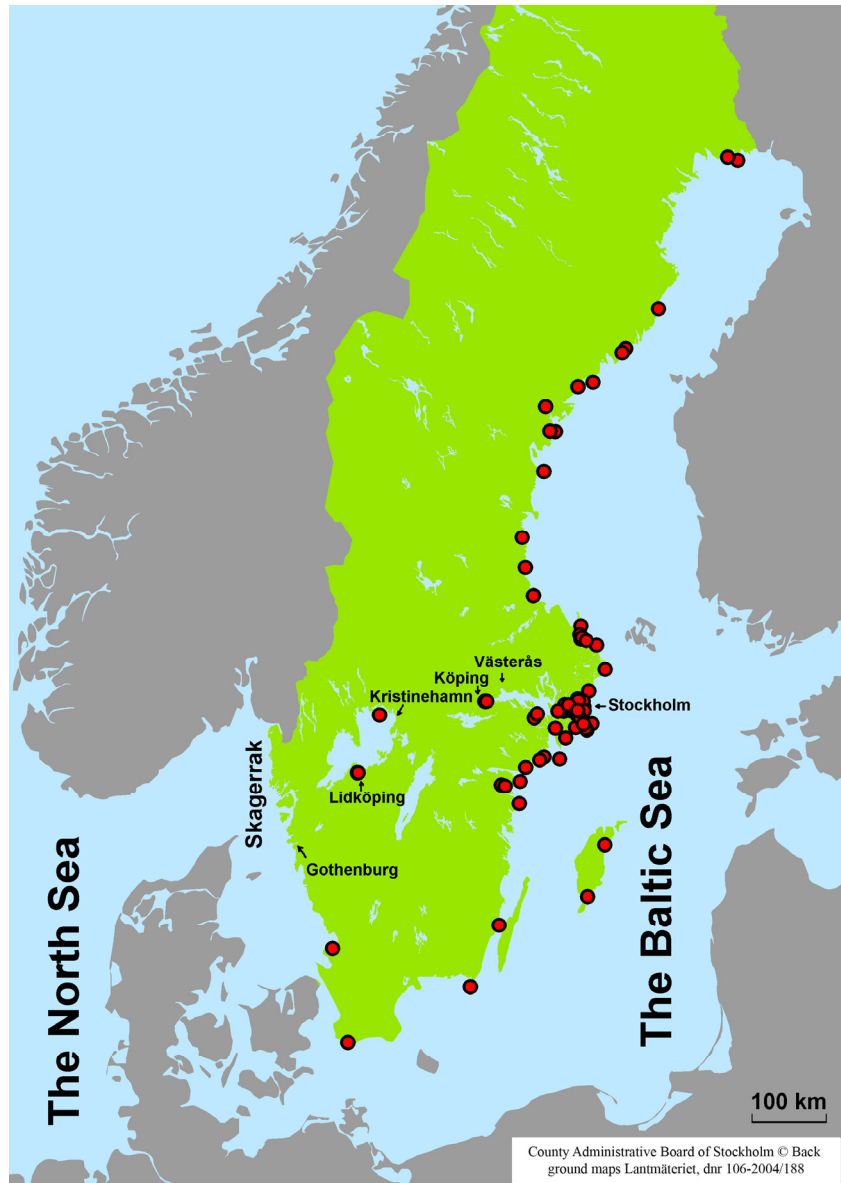 Västerås
Köping
Kristinehamn
Stockholm
Skagerrak
Lidköping
Gothenburg
The North Sea
The Baltic Sea
100 km
County Administrative Board of Stockholm © Back
ground maps Lantmäteriet, dnr 106-2004/188